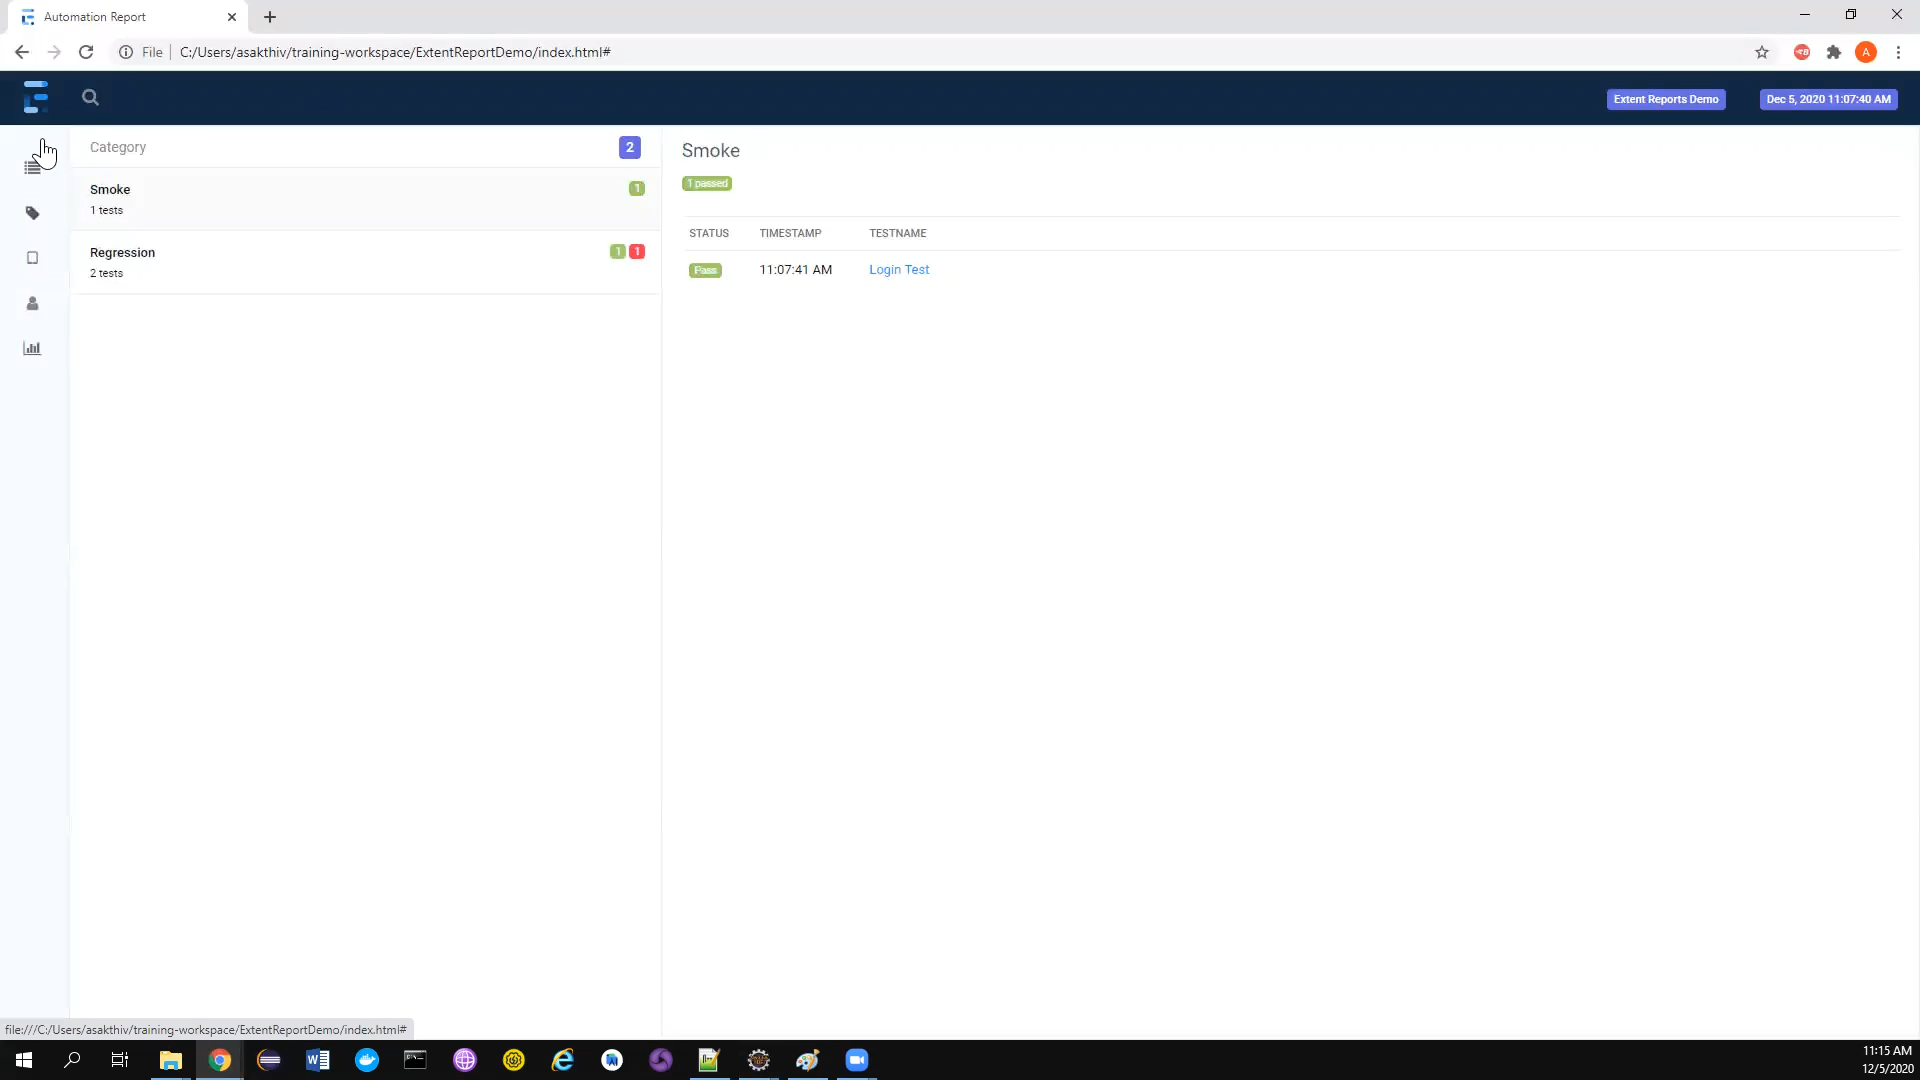 Automation Report
File
C:/Users/asakthiv/training-workspace/ExtentReportDemo/index.html#
A
Extent Reports Demo
Dec 5, 2020 11:07:40 AM
Category
2
Smoke
1
1 tests
Regression
1 1
2 tests
Smoke
1 passed
STATUS TIMESTAMP TESTNAME
Pass 11:07:41 AM Login Test
file:///C:/Users/asakthiv/training-workspace/ExtentReportDemo/index.html#
11:15 AM
12/5/2020